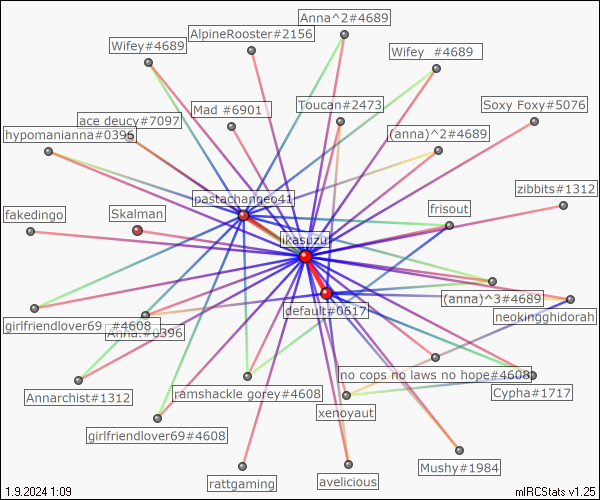 Anna^2#4689
AlpineRooster#2156
Wifey#4689
Wifey #4689
Mad #6901
Toucan#2473
Soxy Foxy#5076
ace deucy#7097
hypomanianna#0396
(anna)^2#4689
zibbits#1312
pastachangeo41
frisout
fakedingo
Skalman
ikasuzu
(anna)^3#4689
default#0617
neokingghidorah
girlfriendlover69 #4608
Anna.#0396
no cops no laws no hope#4608
Annarchist#1312
ramshackle gorey#4608
Cypha#1717
xenoyaut
girlfriendlover69#4608
Mushy#1984
rattgaming
avelicious
1.9.2024 1:09
mIRCStats v1.25